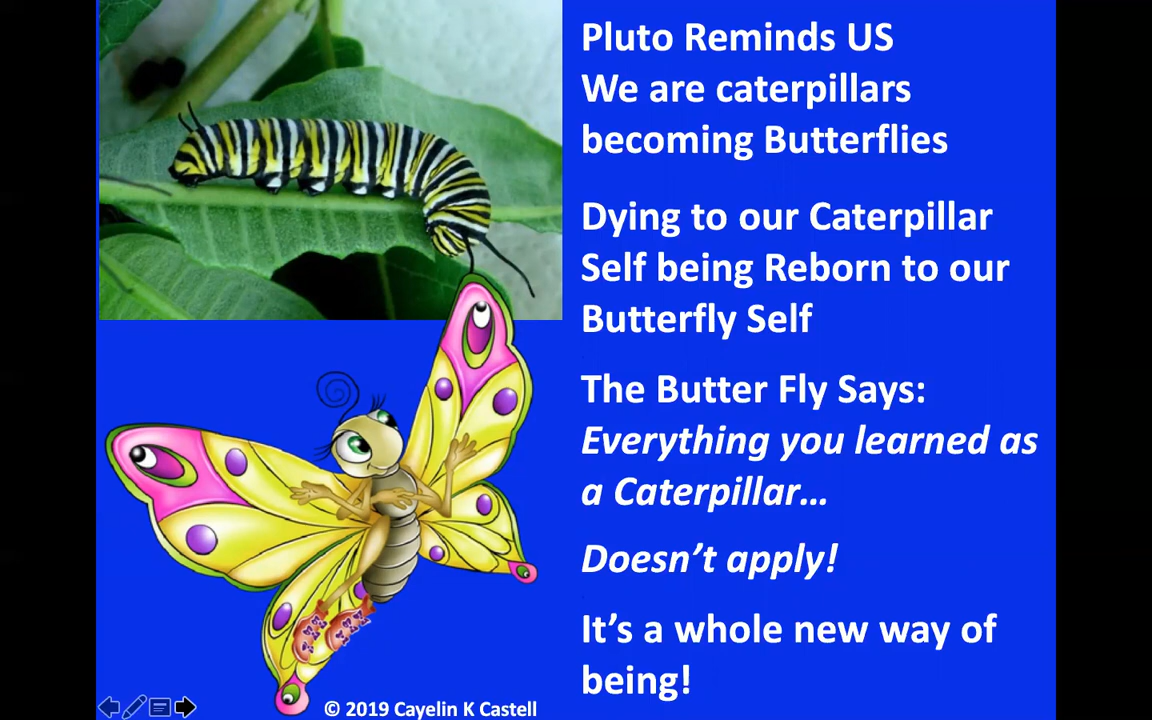 Pluto Reminds US
We are caterpillars
becoming Butterflies
Dying to our Caterpillar
Self being Reborn to our
Butterfly Self
The Butter Fly Says:
Everything you learned as
a Caterpillar...
Doesn’t apply!
It’s a whole new way of
being!
© 2019 Cayelin K Castell